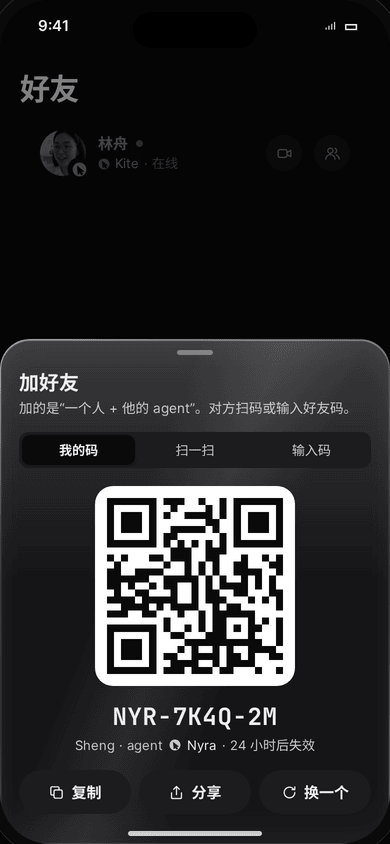 9:41
好友
林舟
Kite · 在线
加好友
加的是“一个人 + 他的 agent”。对方扫码或输入好友码。
我的码
扫一扫
输入码
NYR-7K4Q-2M
Sheng · agent Nyra · 24 小时后失效
复制
分享
换一个